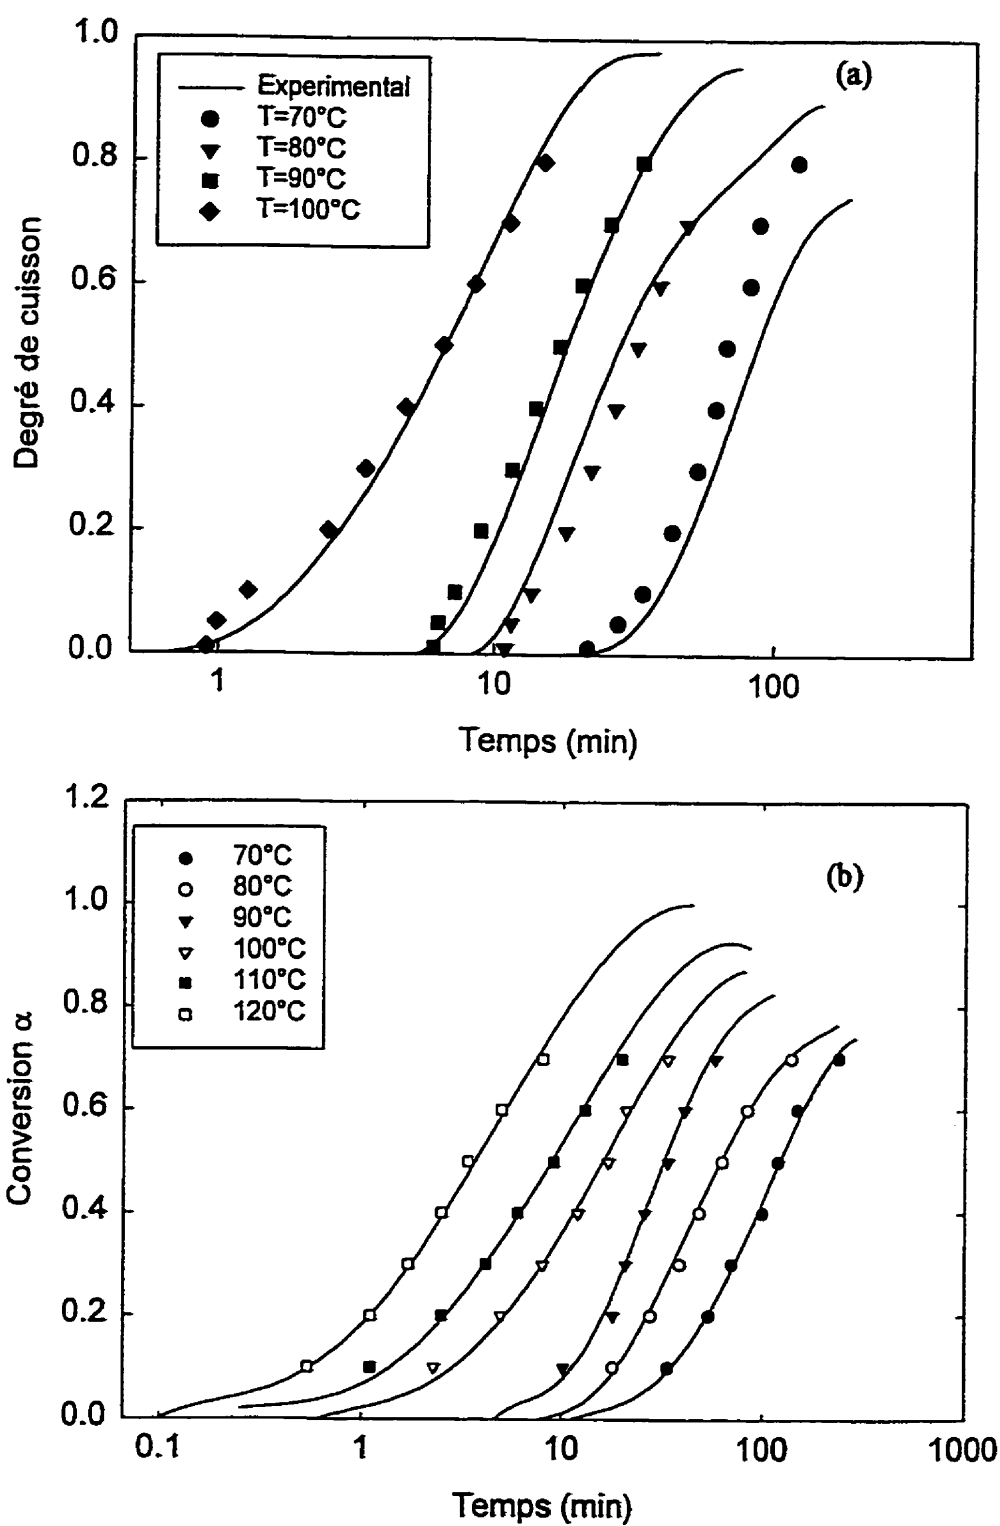 1.0
(a)
Experimental
T=70°C
T=80°C
T=90°C
T=100°C
0.8
0.6
0.4
0.2
0.0
Degré de cuisson
1
10
100
Temps (min)
1.2
70°C
80°C
90°C
100°C
110°C
120°C
(b)
1.0
0.8
0.6
0.4
0.2
0.0
Conversion α
0.1
1
10
100
1000
Temps (min)